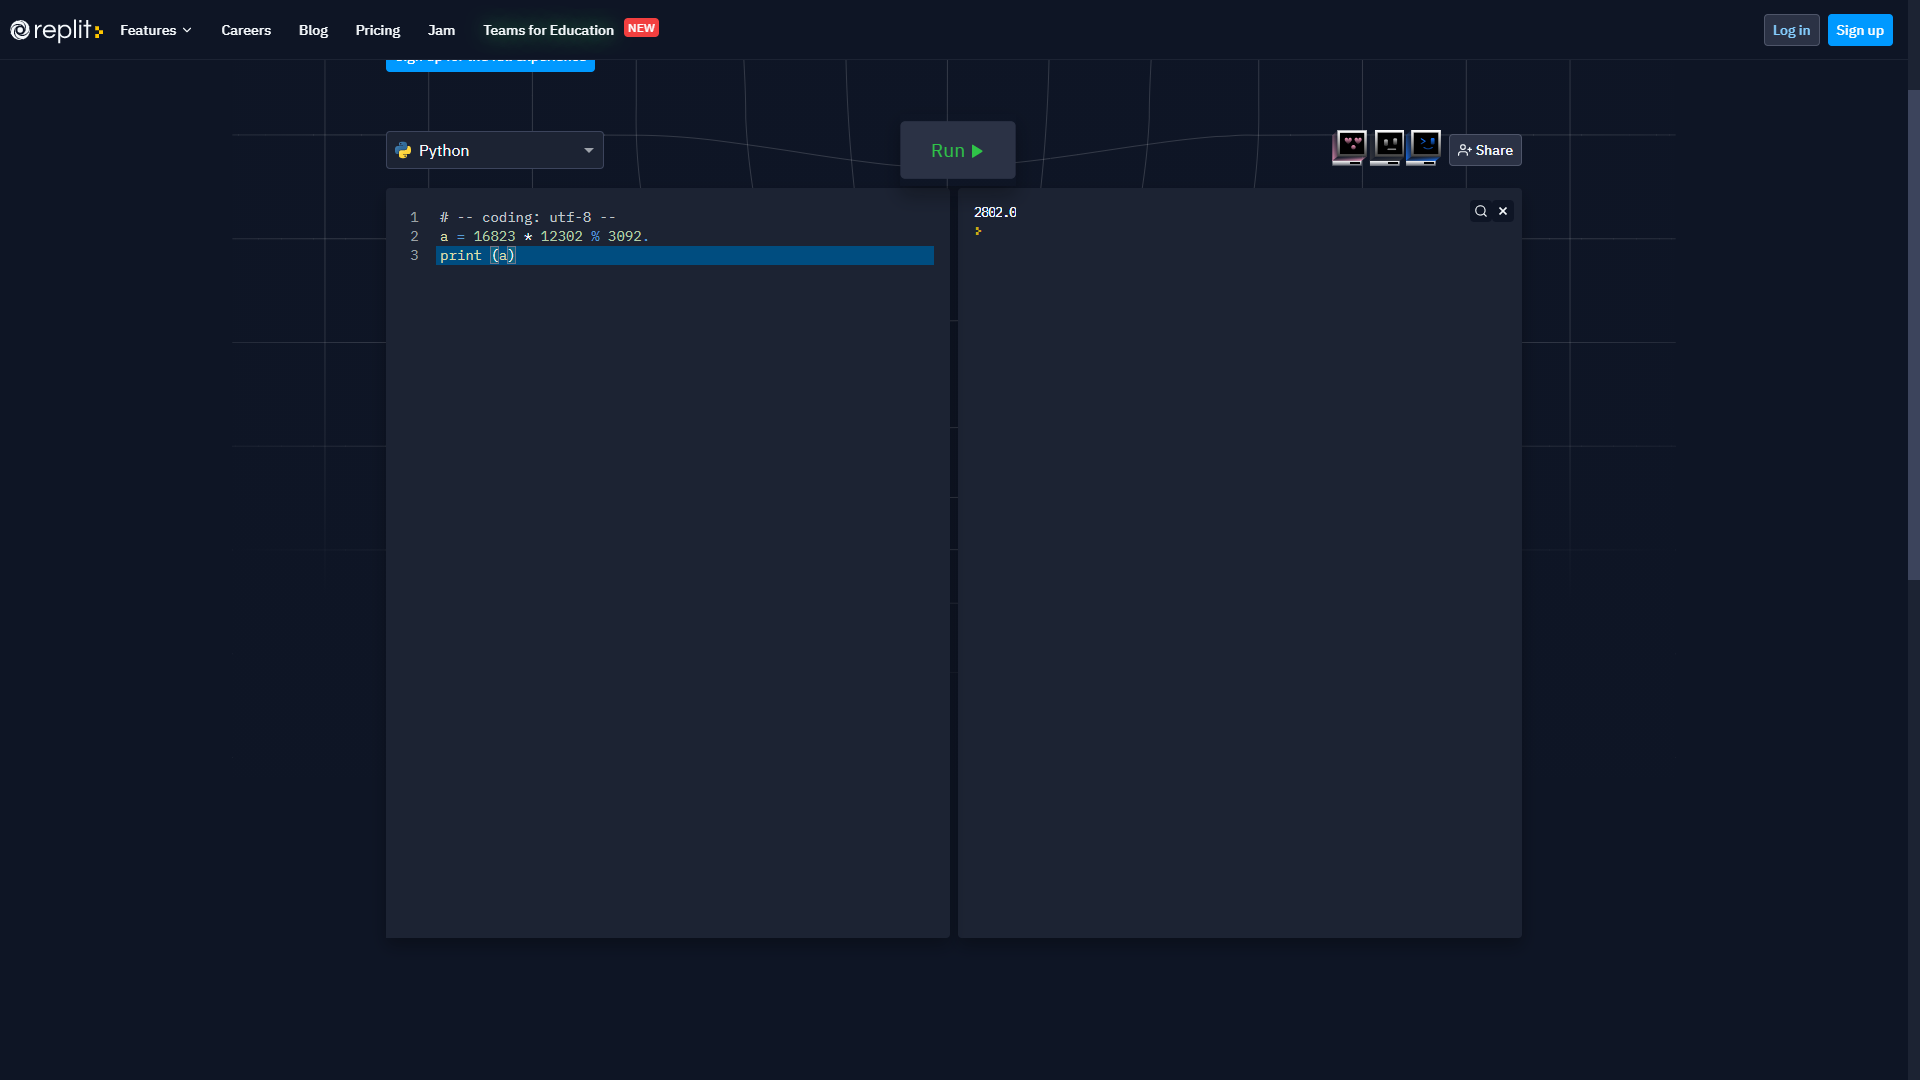 replit
Features
Careers
Blog
Pricing
Jam
Teams for Education
NEW
Log in
Sign up
Python
Run
Share
1 # -- coding: utf-8 --
2 a = 16823 * 12302 % 3092.
3 print (a)
2802.0